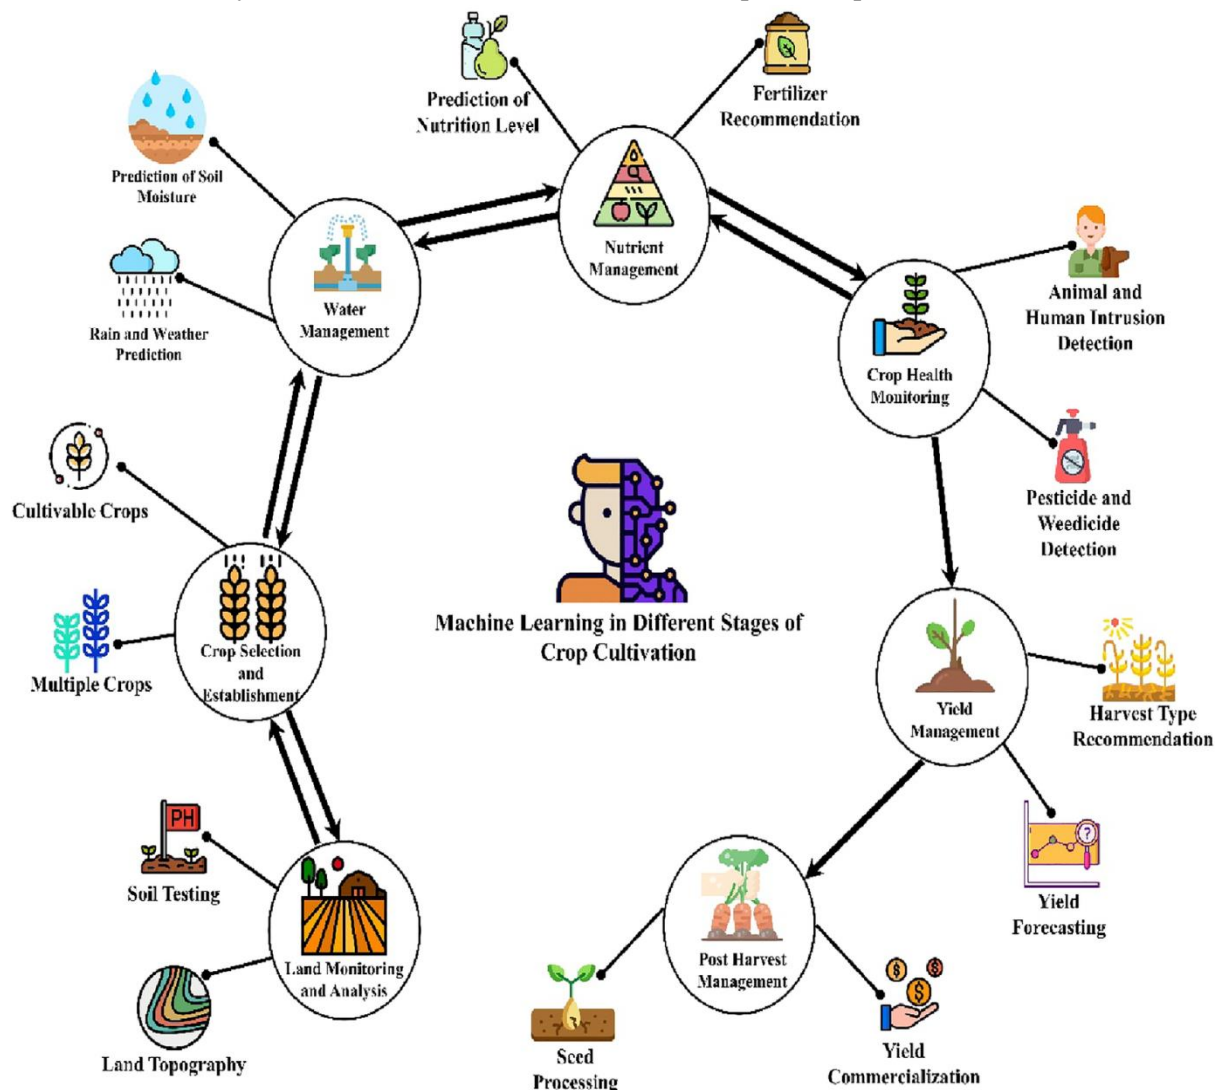 Prediction of
Nutrition Level
Fertilizer
Recommendation
Prediction of Soil
Moisture
Nutrient
Management
Rain and Weather
Prediction
Water
Management
Animal and
Human Intrusion
Detection
Crop Health
Monitoring
Cultivable Crops
Pesticide and
Weedicide
Detection
Machine Learning in Different Stages of
Crop Cultivation
Multiple Crops
Crop Selection
and
Establishment
Yield
Management
Harvest Type
Recommendation
PH
Soil Testing
?
Yield
Forecasting
Land Monitoring
and Analysis
Post Harvest
Management
Land Topography
Seed
Processing
$
$
$
Yield
Commercialization